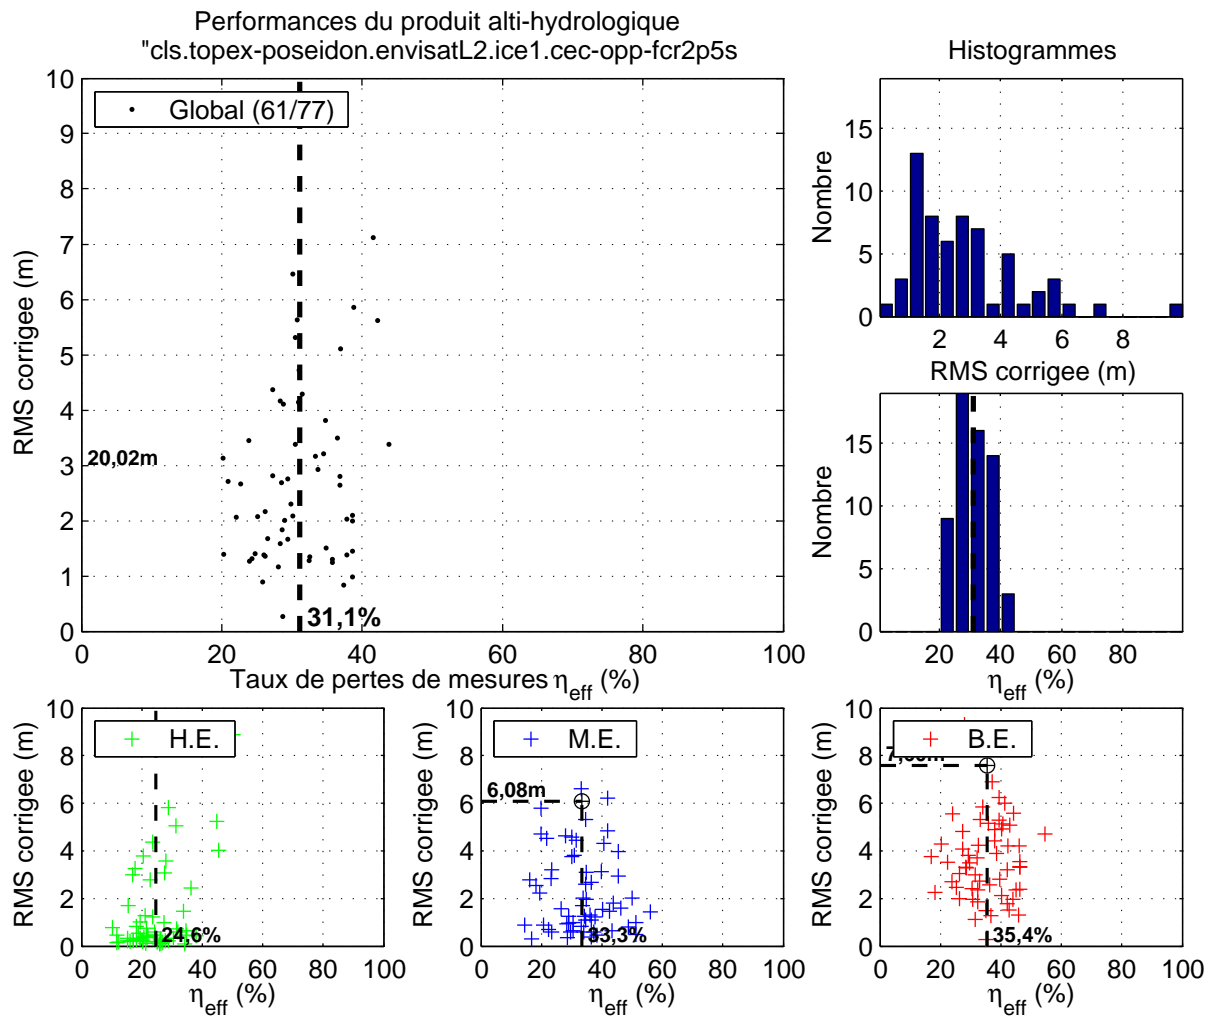 Performances du produit alti-hydrologique
"cls.topex-poseidon.envisatL2.ice1.cec-opp-fcr2p5s
Histogrammes
10
9
8
7
6
5
4
3
2
1
0
RMS corrigee (m)
Global (61/77)
20,02m
31,1%
0 20 40 60 80 100
Taux de pertes de mesures η_eff (%)
15
10
5
0
Nombre
2 4 6 8
RMS corrigee (m)
15
10
5
0
Nombre
20 40 60 80
η_eff (%)
10
8
6
4
2
0
RMS corrigee (m)
H.E.
24,6%
0 20 40 60 80 100
η_eff (%)
10
8
6
4
2
0
RMS corrigee (m)
M.E.
6,08m
33,3%
0 20 40 60 80 100
η_eff (%)
10
8
6
4
2
0
RMS corrigee (m)
B.E.
35,4%
0 20 40 60 80 100
η_eff (%)